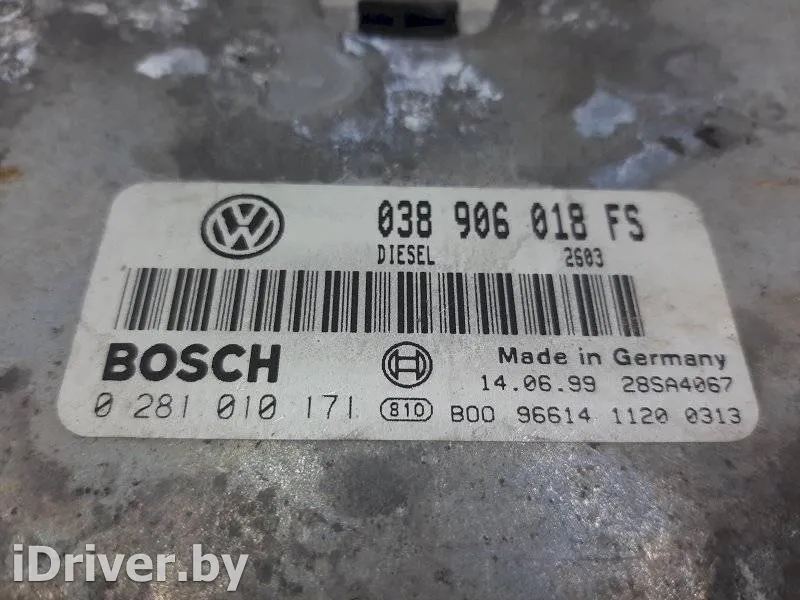 038 906 018 FS
DIESEL 2603
BOSCH
Made in Germany
14.06.99 28SA4067
0 281 010 171 810 B00 96614 1120 0313
iDriver.by